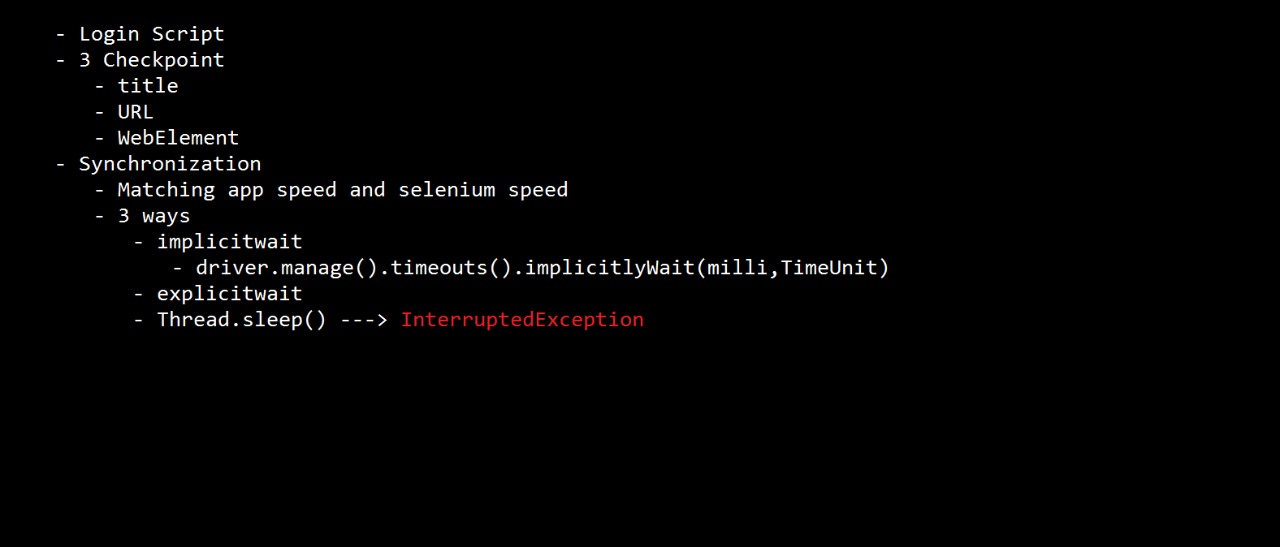 - Login Script
- 3 Checkpoint
- title
- URL
- WebElement
- Synchronization
- Matching app speed and selenium speed
- 3 ways
- implicitwait
- driver.manage().timeouts().implicitlyWait(milli,TimeUnit)
- explicitwait
- Thread.sleep() ---> InterruptedException